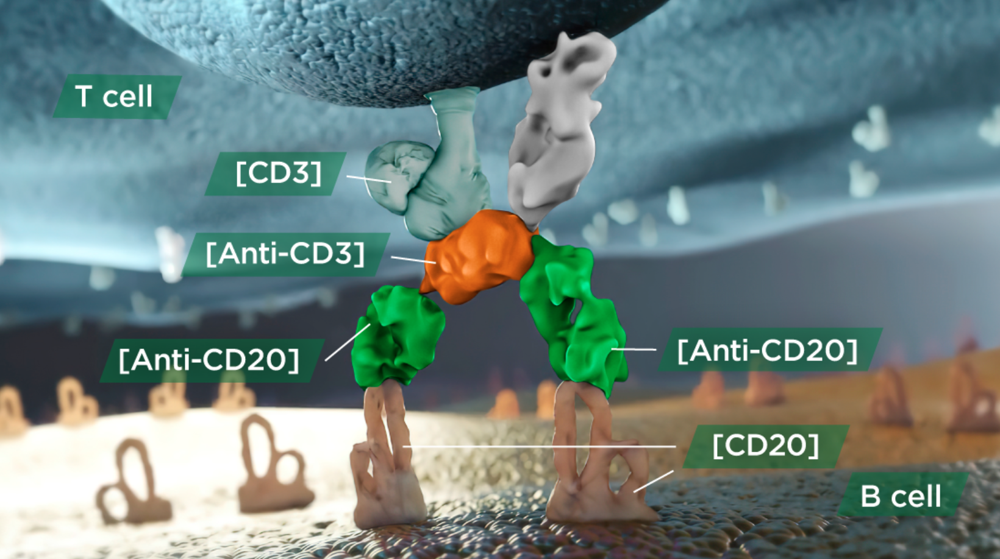 T cell
[CD3]
[Anti-CD3]
[Anti-CD20]
[Anti-CD20]
[CD20]
B cell